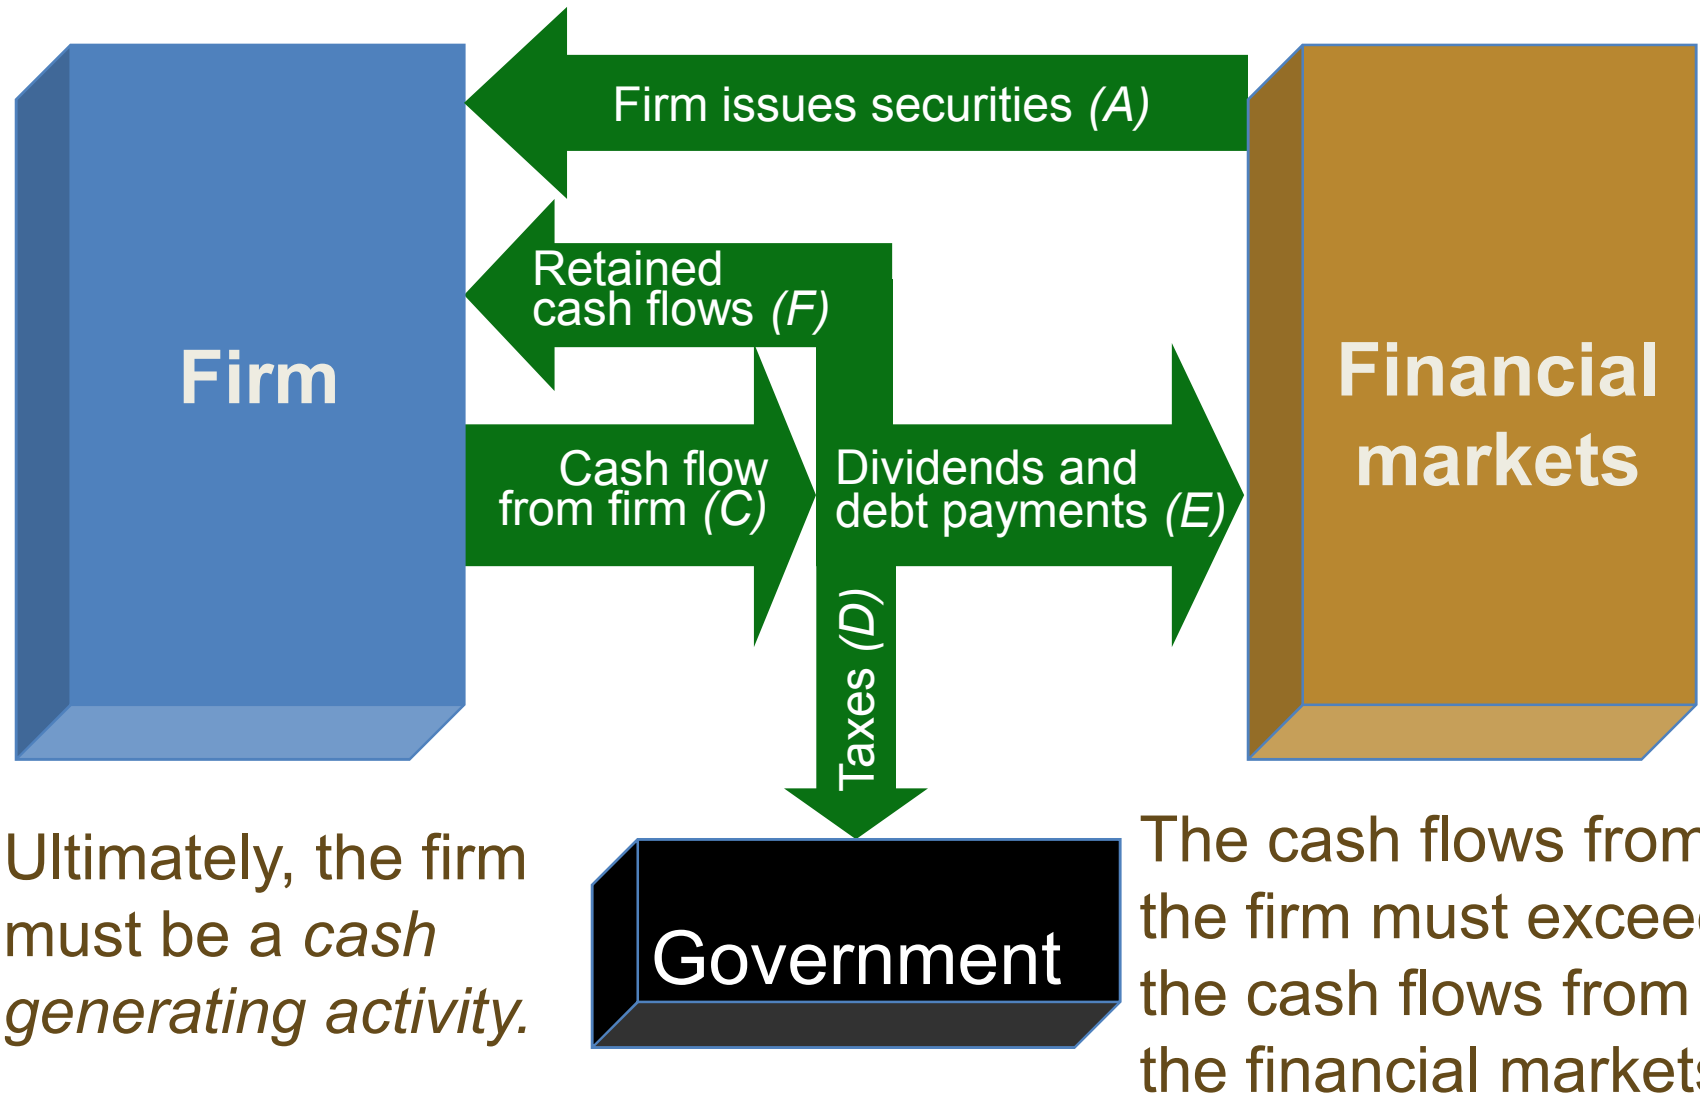 Firm issues securities (A)
Retained
cash flows (F)
Firm
Financial
markets
Cash flow
from firm (C)
Dividends and
debt payments (E)
Taxes (D)
Ultimately, the firm
must be a cash
generating activity.
Government
The cash flows from
the firm must exceed
the cash flows from
the financial markets